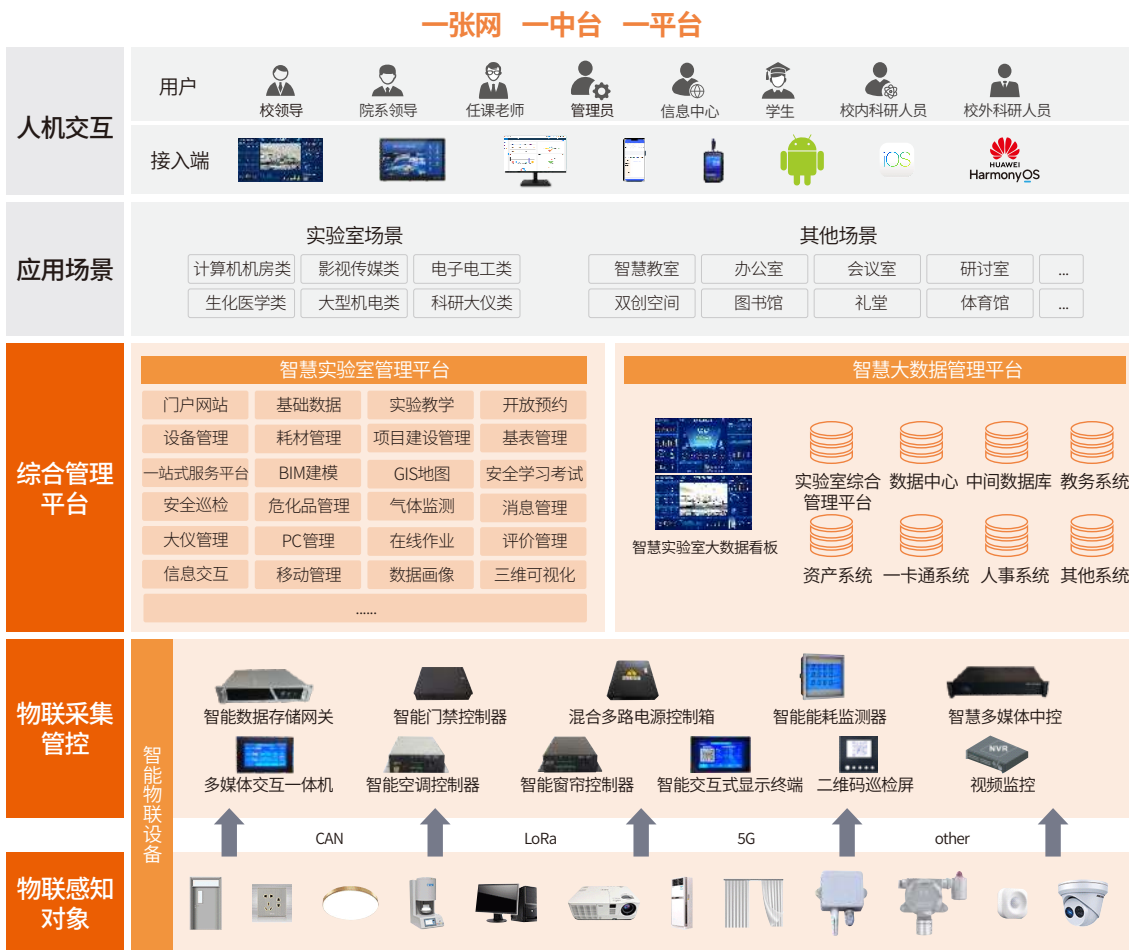 一张网 一中台 一平台
人机交互
用户
校领导
院系领导
任课老师
管理员
信息中心
学生
校内科研人员
校外科研人员
接入端
iOS
HUAWEI
HarmonyOS
应用场景
实验室场景
计算机机房类
影视传媒类
电子电工类
生化医学类
大型机电类
科研大仪类
其他场景
智慧教室
办公室
会议室
研讨室
...
双创空间
图书馆
礼堂
体育馆
...
综合管理
平台
智慧实验室管理平台
门户网站
基础数据
实验教学
开放预约
设备管理
耗材管理
项目建设管理
基表管理
一站式服务平台
BIM建模
GIS地图
安全学习考试
安全巡检
危化品管理
气体监测
消息管理
大仪管理
PC管理
在线作业
评价管理
信息交互
移动管理
数据画像
三维可视化
......
智慧大数据管理平台
智慧实验室大数据看板
实验室综合
管理平台
数据中心
中间数据库
教务系统
资产系统
一卡通系统
人事系统
其他系统
物联采集
管控
智能物联设备
智能数据存储网关
智能门禁控制器
混合多路电源控制箱
智能能耗监测器
智慧多媒体中控
多媒体交互一体机
智能空调控制器
智能窗帘控制器
智能交互式显示终端
二维码巡检屏
NVR
视频监控
CAN
LoRa
5G
other
物联感知
对象